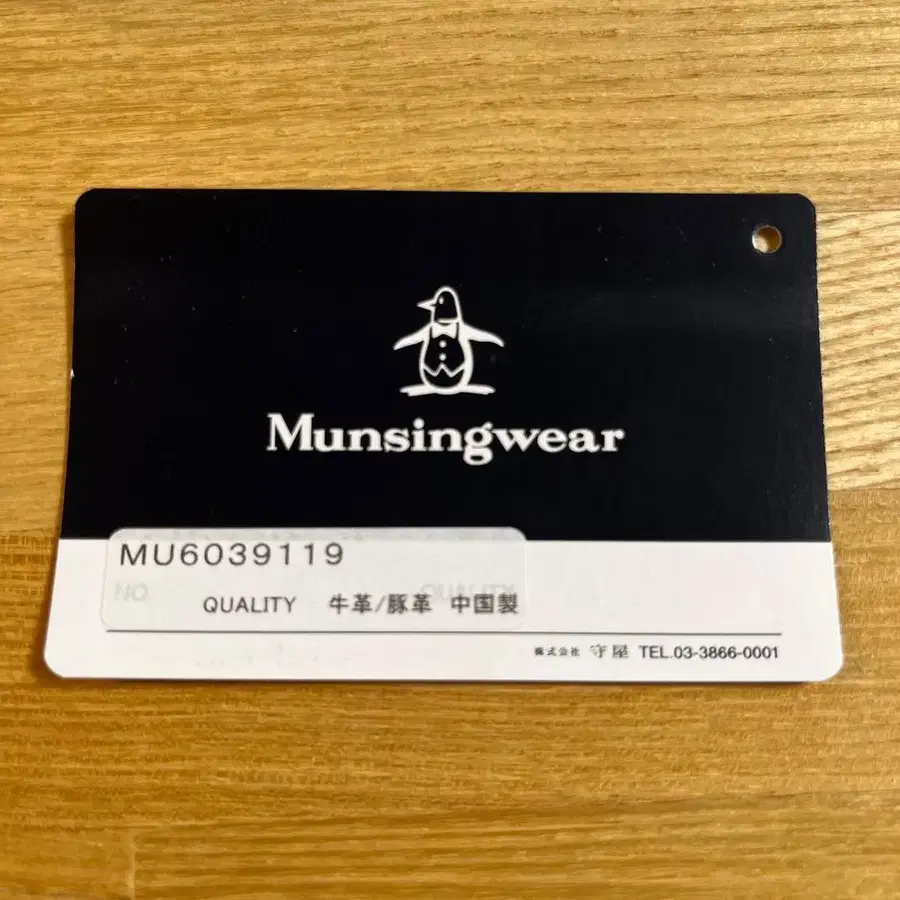 Munsingwear
MU6039119
NO QUALITY
QUALITY 牛革/豚革 中国製
株式会社 守屋 TEL.03-3866-0001